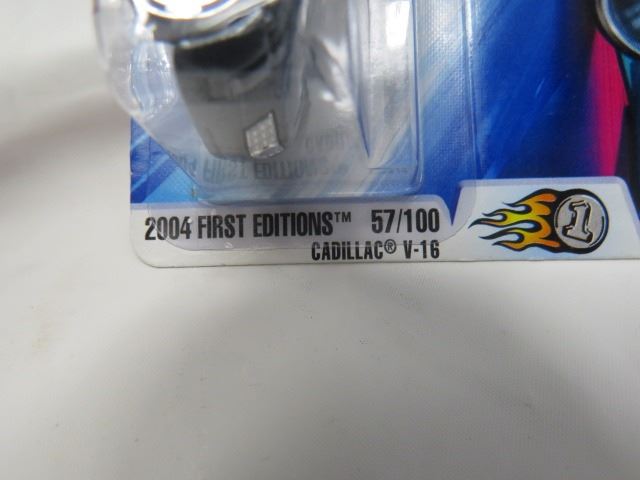 2004 FIRST EDITIONS™ 57/100
CADILLAC® V-16
1